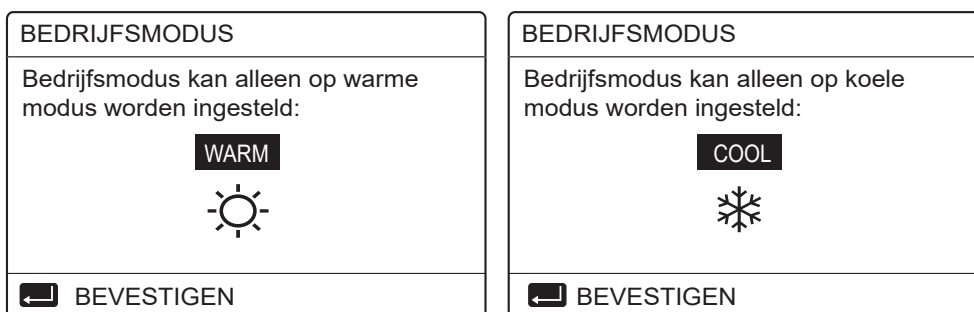 BEDRIJFSMODUS
Bedrijfsmodus kan alleen op warme
modus worden ingesteld:
WARM
BEVESTIGEN
BEDRIJFSMODUS
Bedrijfsmodus kan alleen op koele
modus worden ingesteld:
COOL
BEVESTIGEN